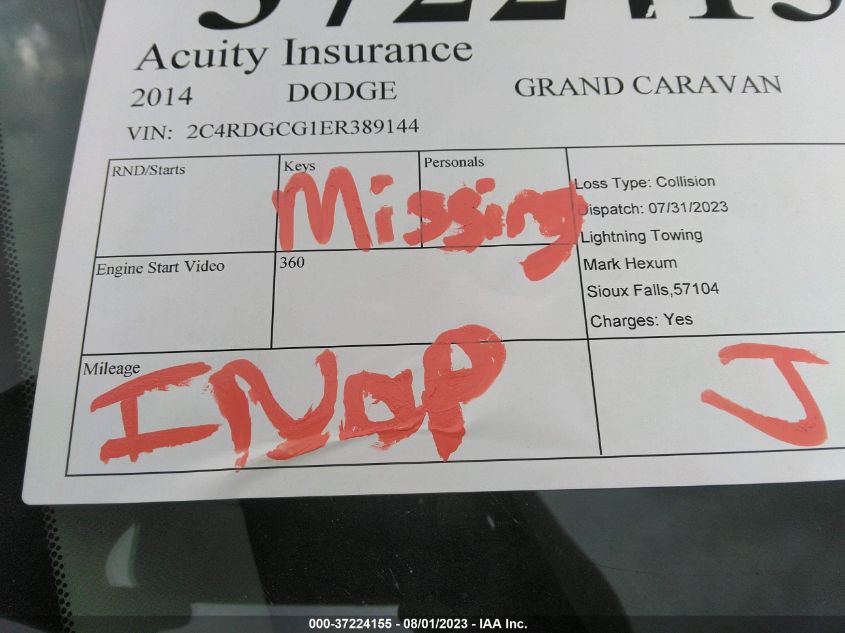 Acuity Insurance
2014 DODGE GRAND CARAVAN
VIN: 2C4RDGCG1ER389144
RND/Starts Keys Personals
Missing
Loss Type: Collision
Dispatch: 07/31/2023
Lightning Towing
Mark Hexum
Sioux Falls,57104
Charges: Yes
Engine Start Video 360
Mileage
INOP J
000-37224155 - 08/01/2023 - IAA Inc.